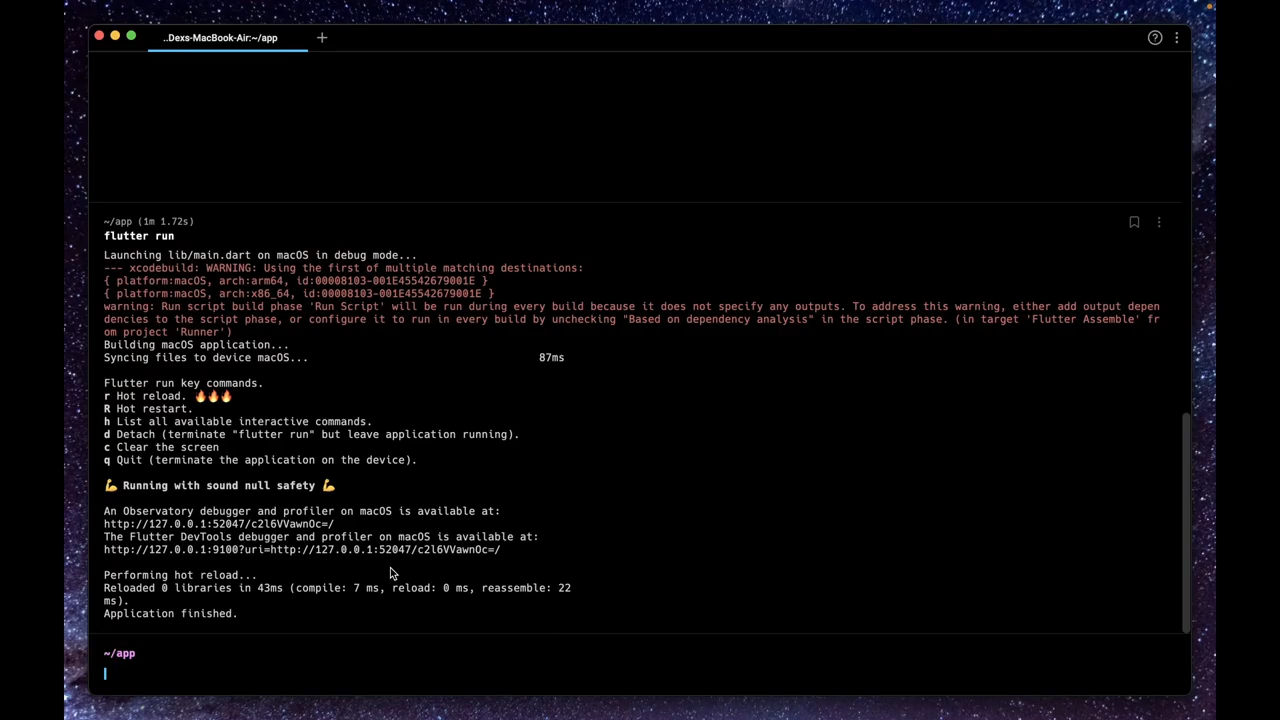 ..Dexs-MacBook-Air:~/app
~/app (1m 1.72s)
flutter run
Launching lib/main.dart on macOS in debug mode...
--- xcodebuild: WARNING: Using the first of multiple matching destinations:
{ platform:macOS, arch:arm64, id:00008103-001E45542679001E }
{ platform:macOS, arch:x86_64, id:00008103-001E45542679001E }
warning: Run script build phase 'Run Script' will be run during every build because it does not specify any outputs. To address this warning, either add output depen
dencies to the script phase, or configure it to run in every build by unchecking "Based on dependency analysis" in the script phase. (in target 'Flutter Assemble' fr
om project 'Runner')
Building macOS application...
Syncing files to device macOS... 87ms
Flutter run key commands.
r Hot reload. 🔥🔥🔥
R Hot restart.
h List all available interactive commands.
d Detach (terminate "flutter run" but leave application running).
c Clear the screen
q Quit (terminate the application on the device).
💪 Running with sound null safety 💪
An Observatory debugger and profiler on macOS is available at:
http://127.0.0.1:52047/c2l6VVawnOc=/
The Flutter DevTools debugger and profiler on macOS is available at:
http://127.0.0.1:9100?uri=http://127.0.0.1:52047/c2l6VVawnOc=/
Performing hot reload...
Reloaded 0 libraries in 43ms (compile: 7 ms, reload: 0 ms, reassemble: 22
ms).
Application finished.
~/app